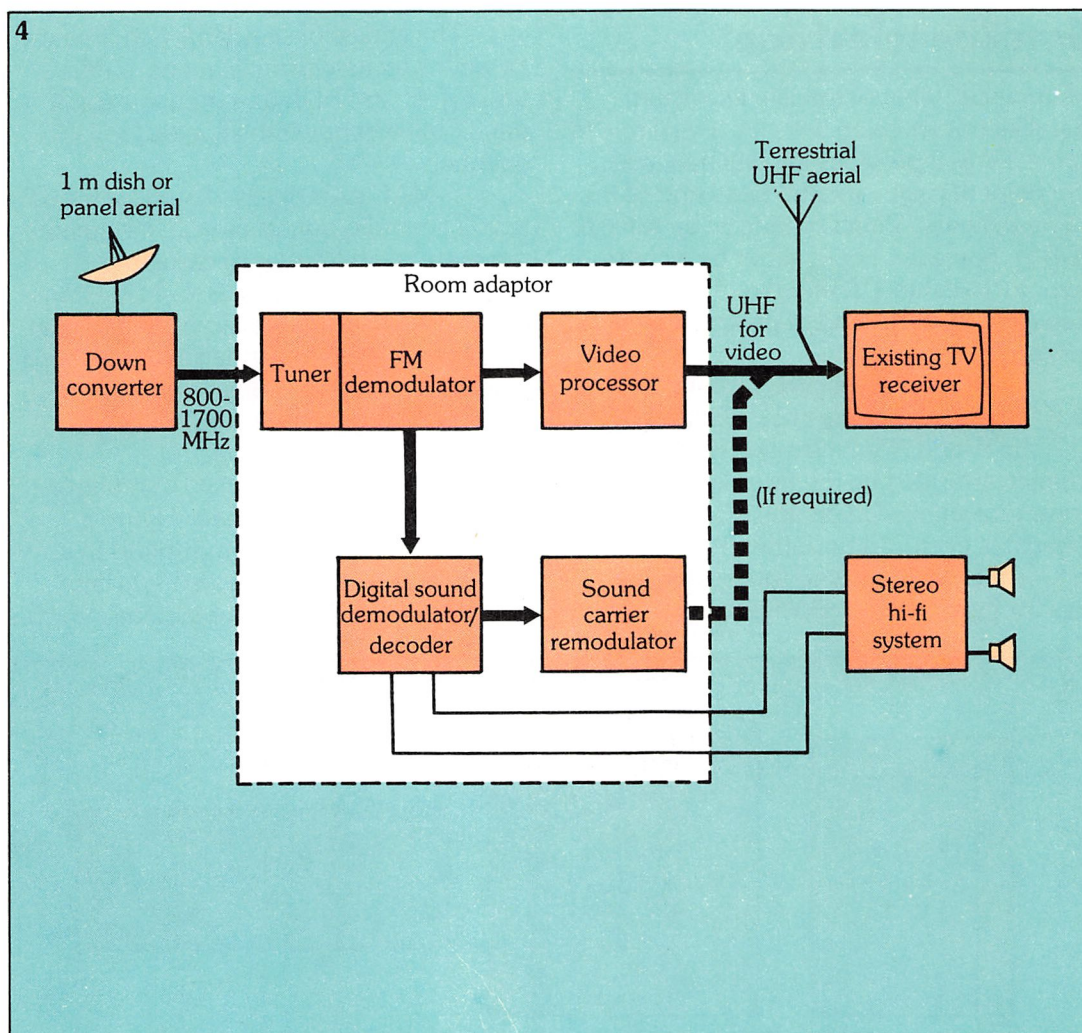 4
1 m dish or
panel aerial
Terrestrial
UHF aerial
Room adaptor
Down
converter
800-
1700
MHz
Tuner
FM
demodulator
Video
processor
UHF
for
video
Existing TV
receiver
(If required)
Digital sound
demodulator/
decoder
Sound
carrier
remodulator
Stereo
hi-fi
system